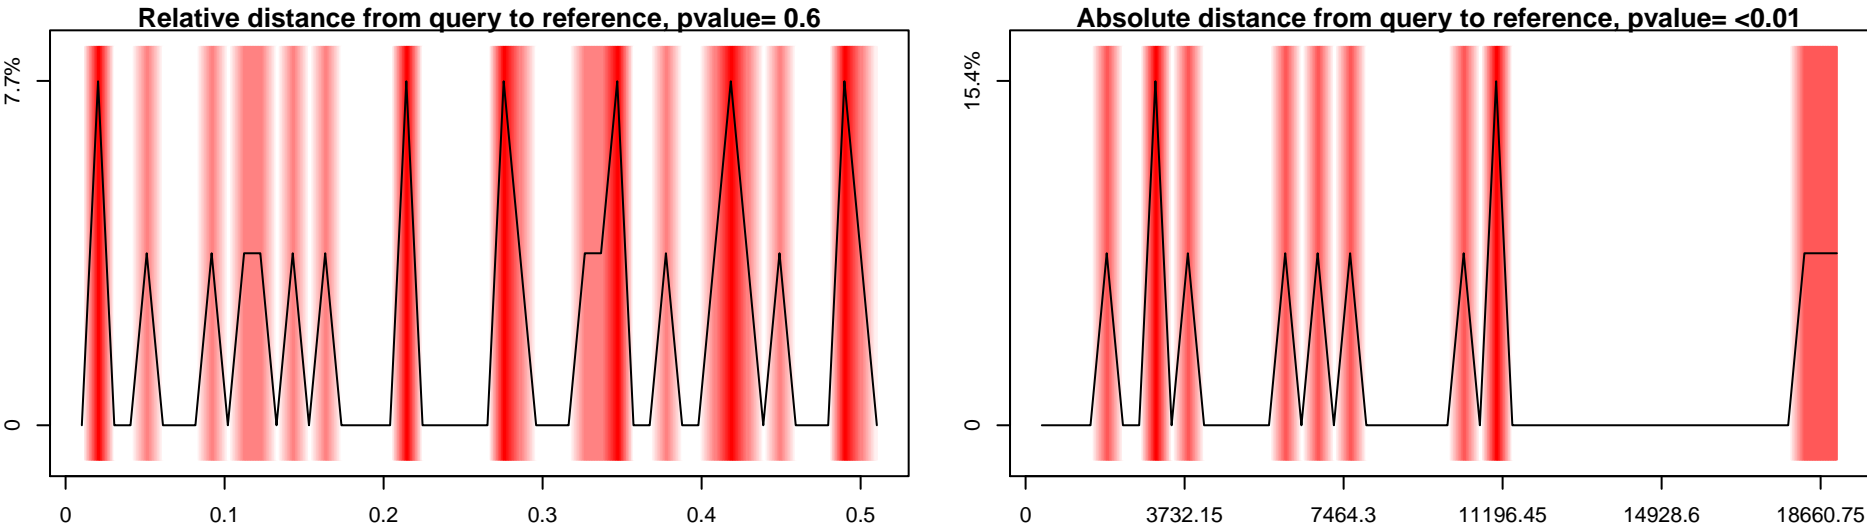 Relative distance from query to reference, pvalue= 0.6
7.7%
0
0 0.1 0.2 0.3 0.4 0.5
Absolute distance from query to reference, pvalue= <0.01
15.4%
0
0 3732.15 7464.3 11196.45 14928.6 18660.75